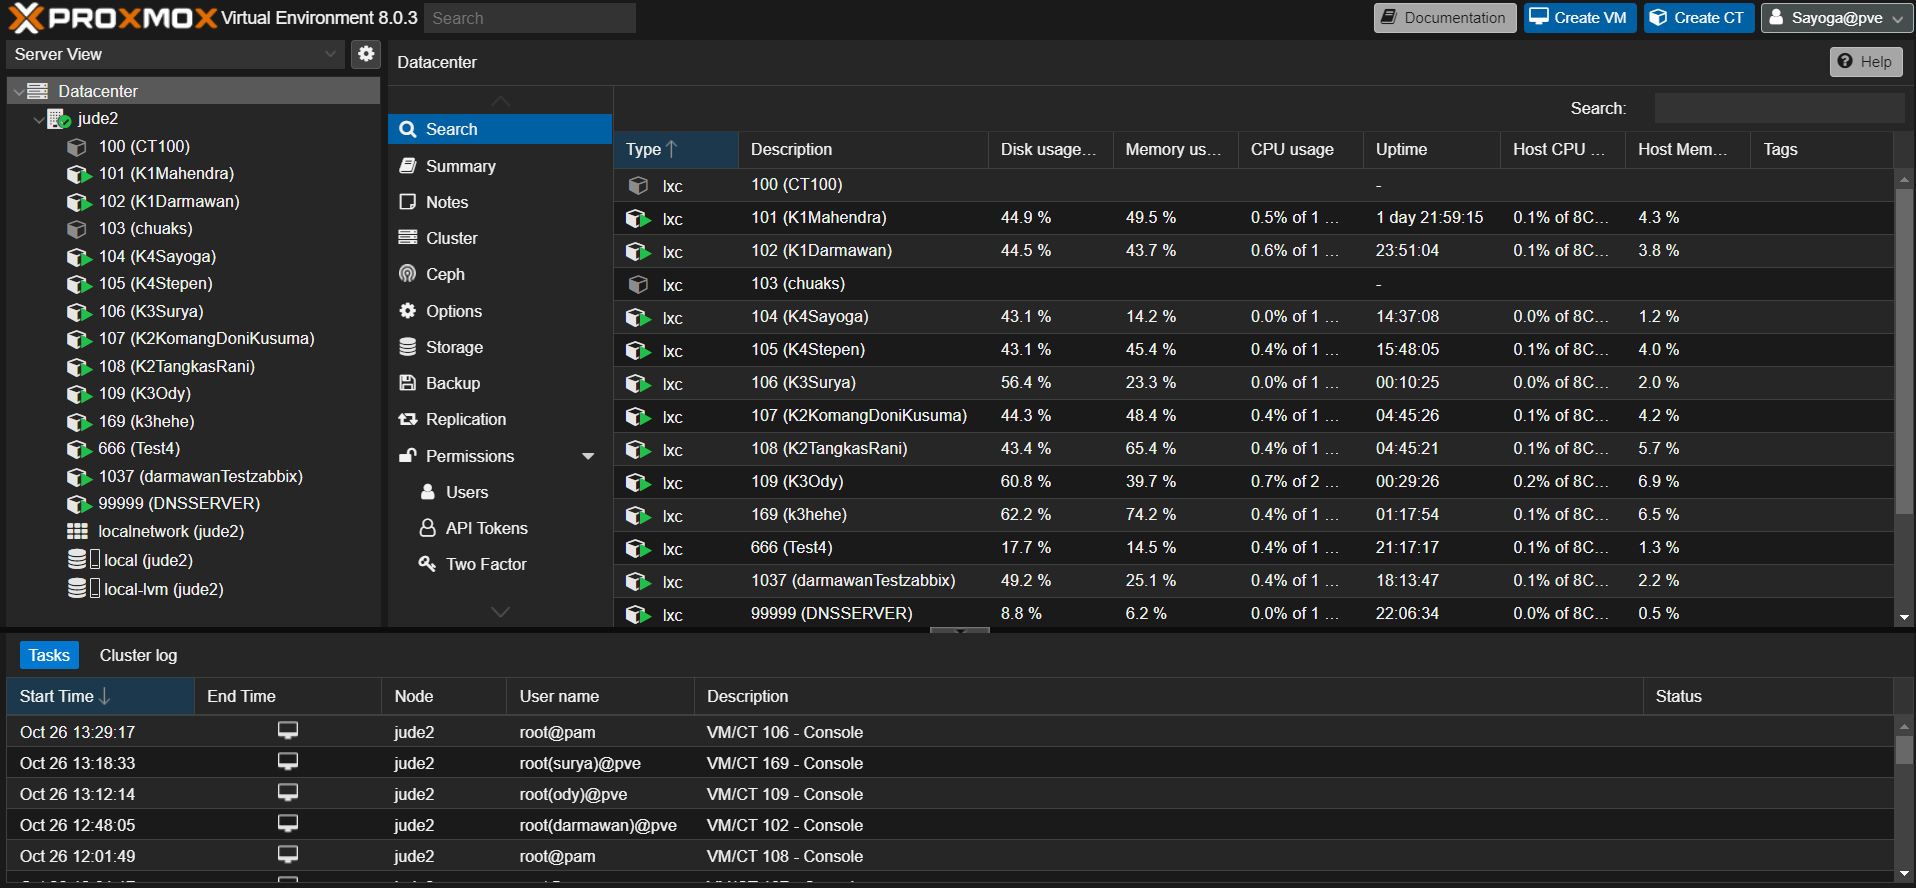 PROXMOX Virtual Environment 8.0.3 Search Documentation Create VM Create CT Sayoga@pve
Server View
Datacenter
jude2
100 (CT100)
101 (K1Mahendra)
102 (K1Darmawan)
103 (chuaks)
104 (K4Sayoga)
105 (K4Stepen)
106 (K3Surya)
107 (K2KomangDoniKusuma)
108 (K2TangkasRani)
109 (K3Ody)
169 (k3hehe)
666 (Test4)
1037 (darmawanTestzabbix)
99999 (DNSSERVER)
localnetwork (jude2)
local (jude2)
local-lvm (jude2)
Datacenter Help
Search
Summary
Notes
Cluster
Ceph
Options
Storage
Backup
Replication
Permissions
Users
API Tokens
Two Factor
Search:
Type Description Disk usage... Memory us... CPU usage Uptime Host CPU ... Host Mem... Tags
lxc 100 (CT100) -
lxc 101 (K1Mahendra) 44.9 % 49.5 % 0.5% of 1 ... 1 day 21:59:15 0.1% of 8C... 4.3 %
lxc 102 (K1Darmawan) 44.5 % 43.7 % 0.6% of 1 ... 23:51:04 0.1% of 8C... 3.8 %
lxc 103 (chuaks) -
lxc 104 (K4Sayoga) 43.1 % 14.2 % 0.0% of 1 ... 14:37:08 0.0% of 8C... 1.2 %
lxc 105 (K4Stepen) 43.1 % 45.4 % 0.4% of 1 ... 15:48:05 0.1% of 8C... 4.0 %
lxc 106 (K3Surya) 56.4 % 23.3 % 0.0% of 1 ... 00:10:25 0.0% of 8C... 2.0 %
lxc 107 (K2KomangDoniKusuma) 44.3 % 48.4 % 0.4% of 1 ... 04:45:26 0.1% of 8C... 4.2 %
lxc 108 (K2TangkasRani) 43.4 % 65.4 % 0.4% of 1 ... 04:45:21 0.1% of 8C... 5.7 %
lxc 109 (K3Ody) 60.8 % 39.7 % 0.7% of 2 ... 00:29:26 0.2% of 8C... 6.9 %
lxc 169 (k3hehe) 62.2 % 74.2 % 0.4% of 1 ... 01:17:54 0.1% of 8C... 6.5 %
lxc 666 (Test4) 17.7 % 14.5 % 0.4% of 1 ... 21:17:17 0.1% of 8C... 1.3 %
lxc 1037 (darmawanTestzabbix) 49.2 % 25.1 % 0.4% of 1 ... 18:13:47 0.1% of 8C... 2.2 %
lxc 99999 (DNSSERVER) 8.8 % 6.2 % 0.0% of 1 ... 22:06:34 0.0% of 8C... 0.5 %
Tasks Cluster log
Start Time End Time Node User name Description Status
Oct 26 13:29:17 jude2 root@pam VM/CT 106 - Console
Oct 26 13:18:33 jude2 root(surya)@pve VM/CT 169 - Console
Oct 26 13:12:14 jude2 root(ody)@pve VM/CT 109 - Console
Oct 26 12:48:05 jude2 root(darmawan)@pve VM/CT 102 - Console
Oct 26 12:01:49 jude2 root@pam VM/CT 108 - Console